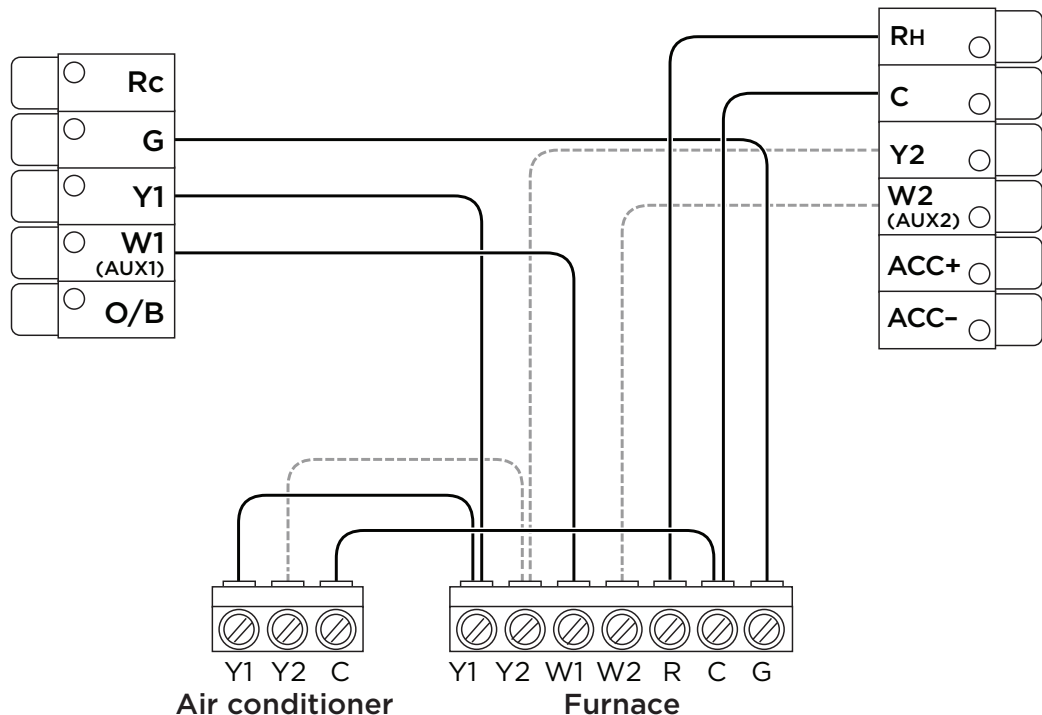 Rc
G
Y1
W1
(AUX1)
O/B
RH
C
Y2
W2
(AUX2)
ACC+
ACC–
Y1 Y2 C
Air conditioner
Y1 Y2 W1 W2 R C G
Furnace